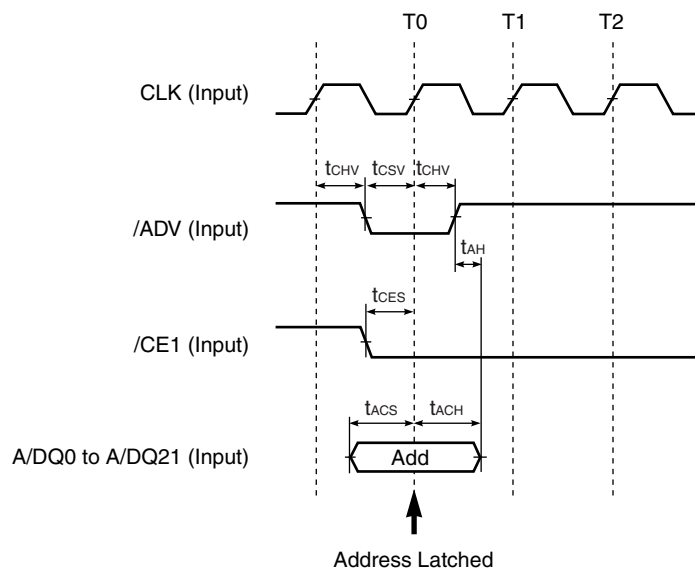 T0 T1 T2
CLK (Input)
tCHV tCSV tCHV
/ADV (Input)
tAH
tCES
/CE1 (Input)
tACS tACH
A/DQ0 to A/DQ21 (Input) Add
Address Latched